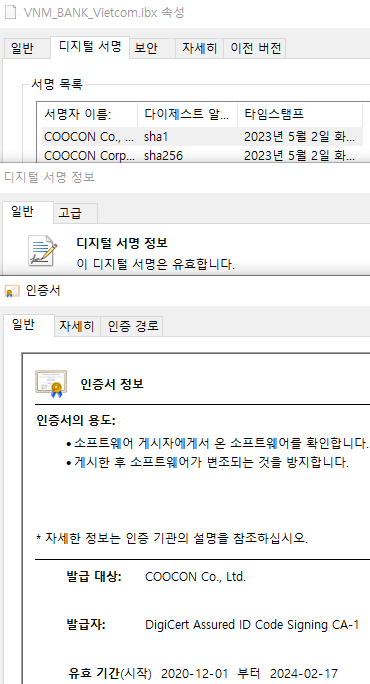 VNM_BANK_Vietcom.ibx 속성
일반 디지털 서명 보안 자세히 이전 버전
서명 목록
서명자 이름: 다이제스트 알... 타임스탬프
COOCON Co., ... sha1 2023년 5월 2일 화...
COOCON Corp... sha256 2023년 5월 2일 화...
디지털 서명 정보
일반 고급
디지털 서명 정보
이 디지털 서명은 유효합니다.
인증서
일반 자세히 인증 경로
인증서 정보
인증서의 용도:
• 소프트웨어 게시자에게서 온 소프트웨어를 확인합니다.
• 게시한 후 소프트웨어가 변조되는 것을 방지합니다.
* 자세한 정보는 인증 기관의 설명을 참조하십시오.
발급 대상: COOCON Co., Ltd.
발급자: DigiCert Assured ID Code Signing CA-1
유효 기간(시작) 2020-12-01 부터 2024-02-17